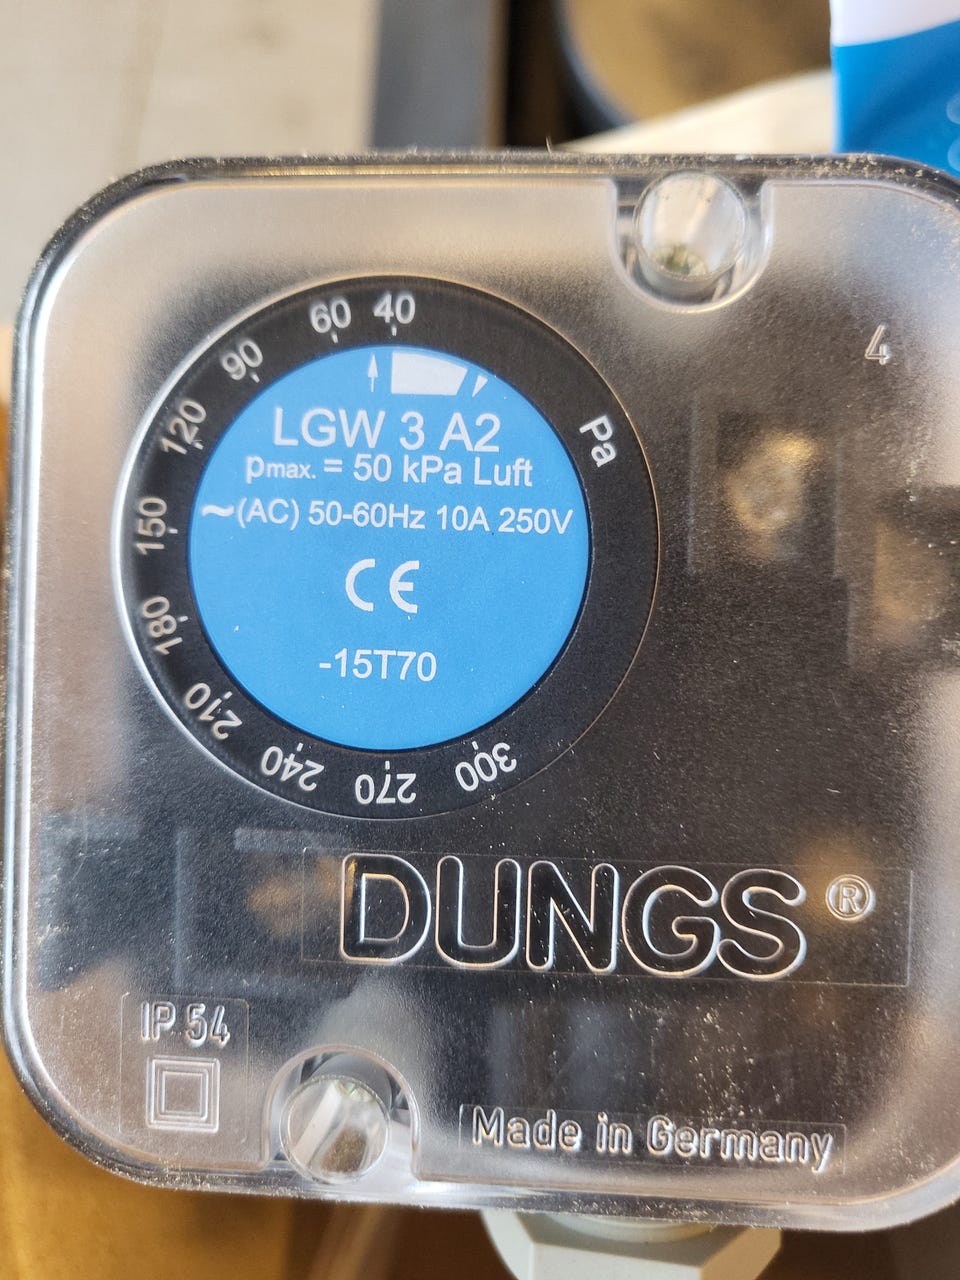 40
60
90
120
150
180
210
240
270
300
Pa
LGW 3 A2
pmax. = 50 kPa Luft
~(AC) 50-60Hz 10A 250V
CE
-15T70
4
DUNGS®
IP 54
Made in Germany